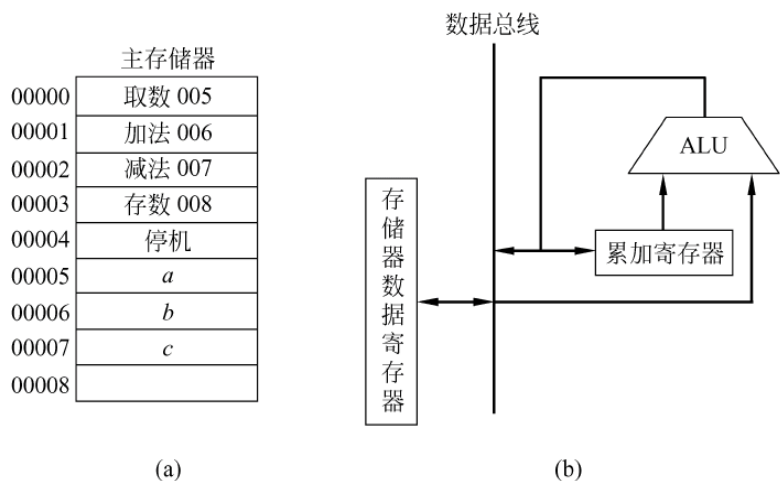 主存储器
00000 取数 005
00001 加法 006
00002 减法 007
00003 存数 008
00004 停机
00005 a
00006 b
00007 c
00008
(a)
数据总线
ALU
累加寄存器
存储器数据寄存器
(b)